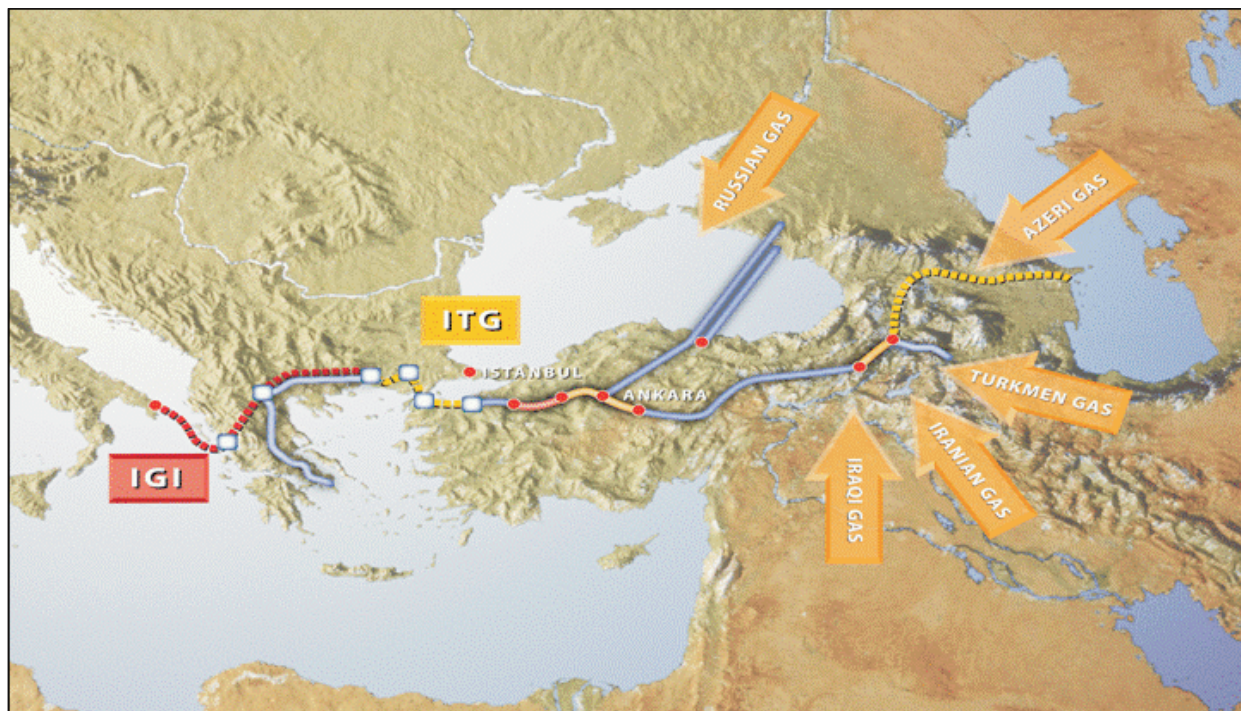 RUSSIAN GAS
AZERI GAS
ITG
ISTANBUL
ANKARA
TURKMEN GAS
IRANIAN GAS
IRAQI GAS
IGI